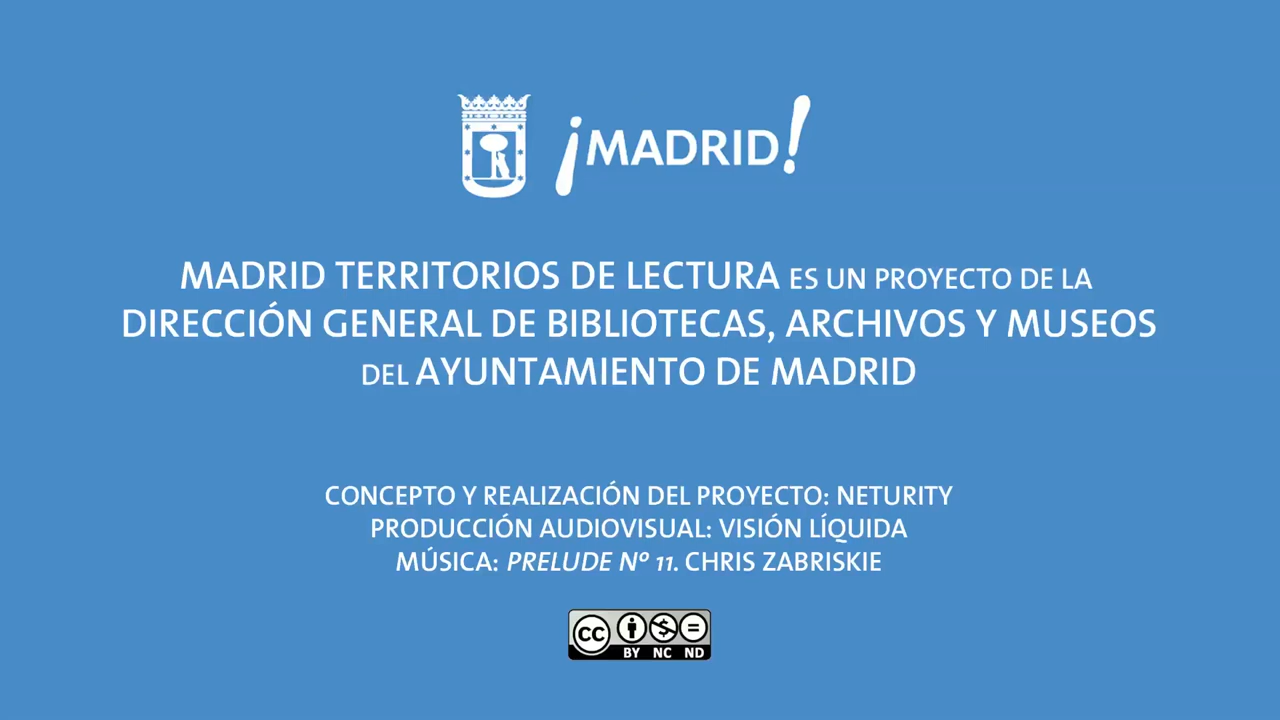 ¡MADRID!
MADRID TERRITORIOS DE LECTURA ES UN PROYECTO DE LA
DIRECCIÓN GENERAL DE BIBLIOTECAS, ARCHIVOS Y MUSEOS
DEL AYUNTAMIENTO DE MADRID
CONCEPTO Y REALIZACIÓN DEL PROYECTO: NETURITY
PRODUCCIÓN AUDIOVISUAL: VISIÓN LÍQUIDA
MÚSICA: PRELUDE Nº 11. CHRIS ZABRISKIE
CC
BY NC ND